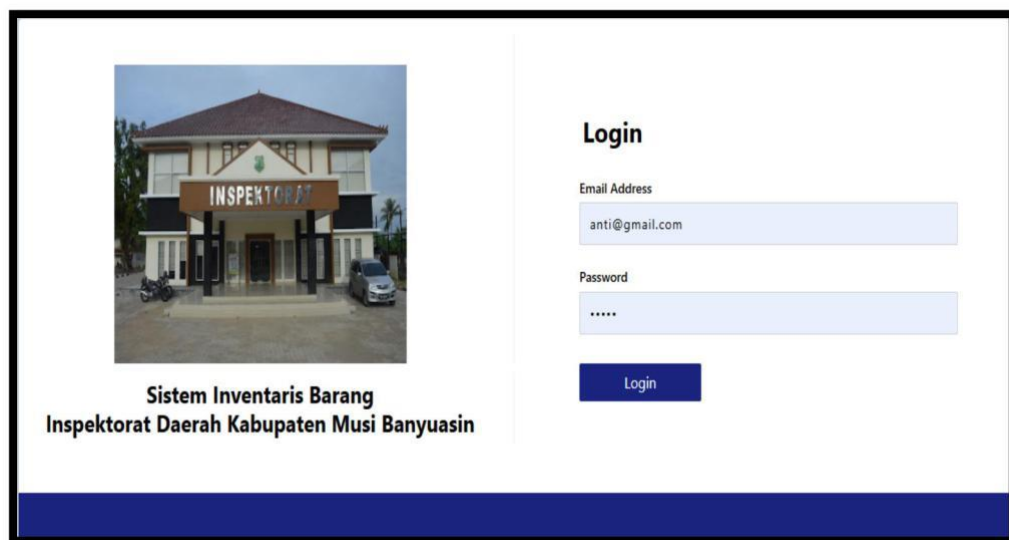 INSPEKTORAT
Sistem Inventaris Barang
Inspektorat Daerah Kabupaten Musi Banyuasin
Login
Email Address
anti@gmail.com
Password
•••••
Login